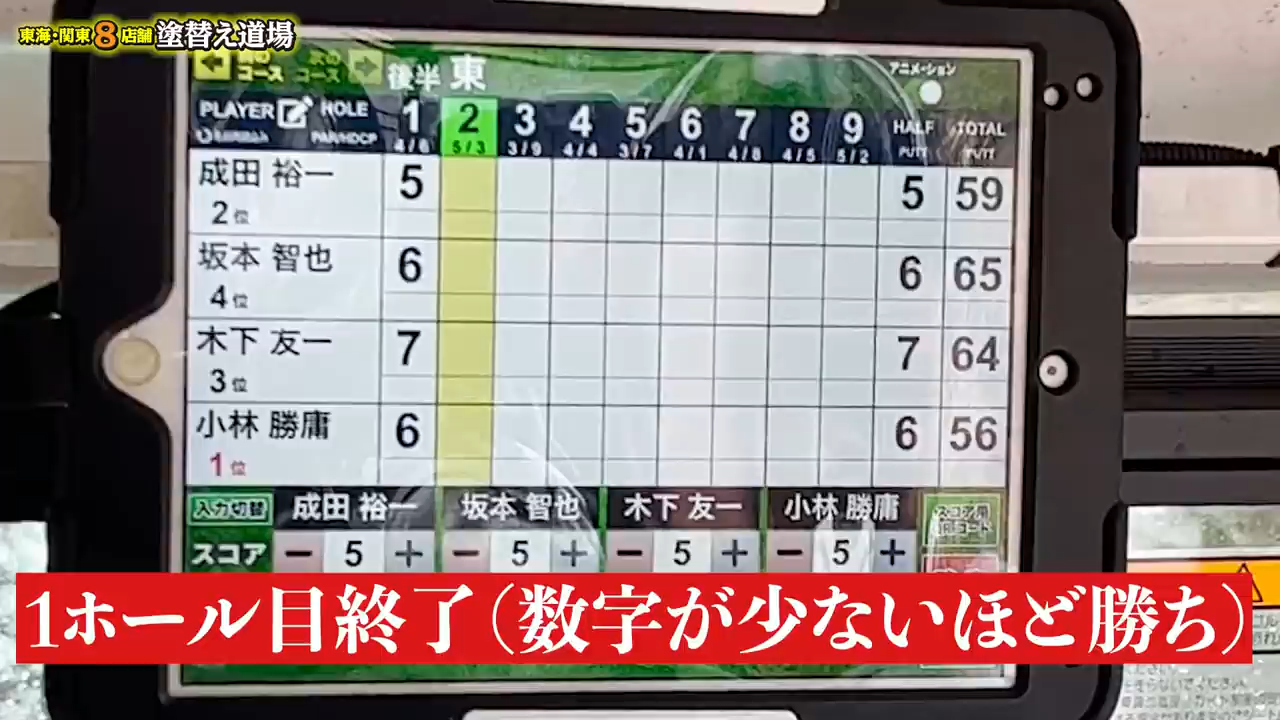 東海・関東8店舗 塗替え道場
コース 次の コース 後半 東 アニメーション
PLAYER HOLE 1 2 3 4 5 6 7 8 9 HALF TOTAL
PAR/HDCP 4/6 5/3 3/9 4/4 3/7 4/1 4/8 4/5 5/2 PUTT PUTT
成田 裕一 5 5 59
2位
坂本 智也 6 6 65
4位
木下 友一 7 7 64
3位
小林 勝庸 6 6 56
1位
入力切替 成田 裕一 坂本 智也 木下 友一 小林 勝庸 スコア用
スコア − 5 + − 5 + − 5 + − 5 +
1ホール目終了（数字が少ないほど勝ち）